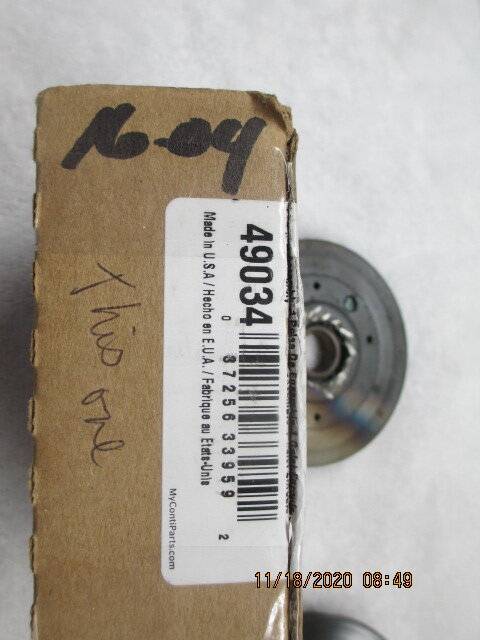 16-04
This one
49034
Made in U.S.A / Hecho en E.U.A. / Fabrique au Etats-Unis
0 37256 33959 2
MyContiParts.com
11/18/2020 08:49